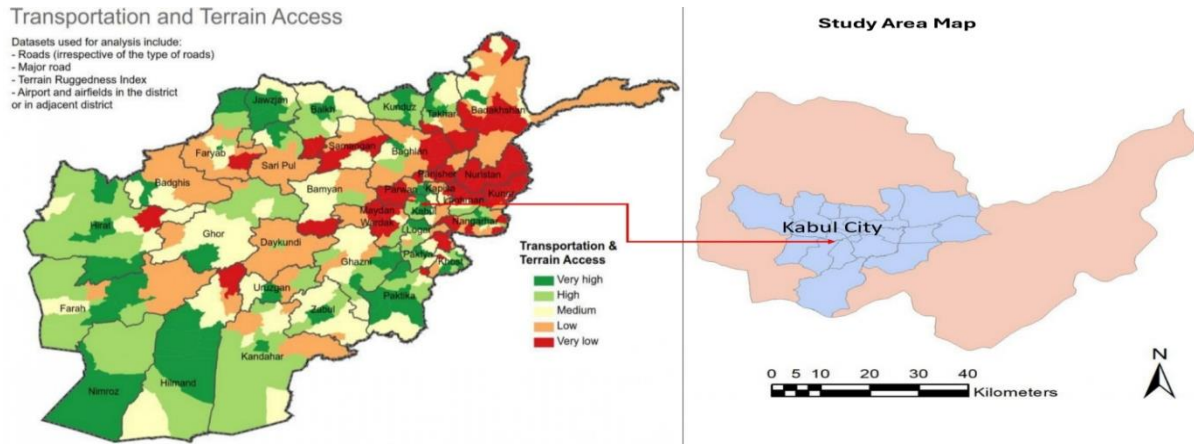 Transportation and Terrain Access
Datasets used for analysis include:
- Roads (irrespective of the type of roads)
- Major road
- Terrain Ruggedness Index
- Airport and airfields in the district
or in adjacent district
Jawzjan
Balkh
Kunduz
Takhar
Badakhshan
Faryab
Sari Pul
Samangan
Baghlan
Badghis
Bamyan
Panjsher
Nuristan
Parwan
Kapisa
Kunar
Laghman
Hirat
Ghor
Maydan
Wardak
Kabul
Nangarhar
Logar
Daykundi
Ghazni
Paktya
Khost
Farah
Uruzgan
Zabul
Paktika
Kandahar
Nimroz
Hilmand
Transportation &
Terrain Access
Very high
High
Medium
Low
Very low
Study Area Map
Kabul City
N
0 5 10 20 30 40
Kilometers